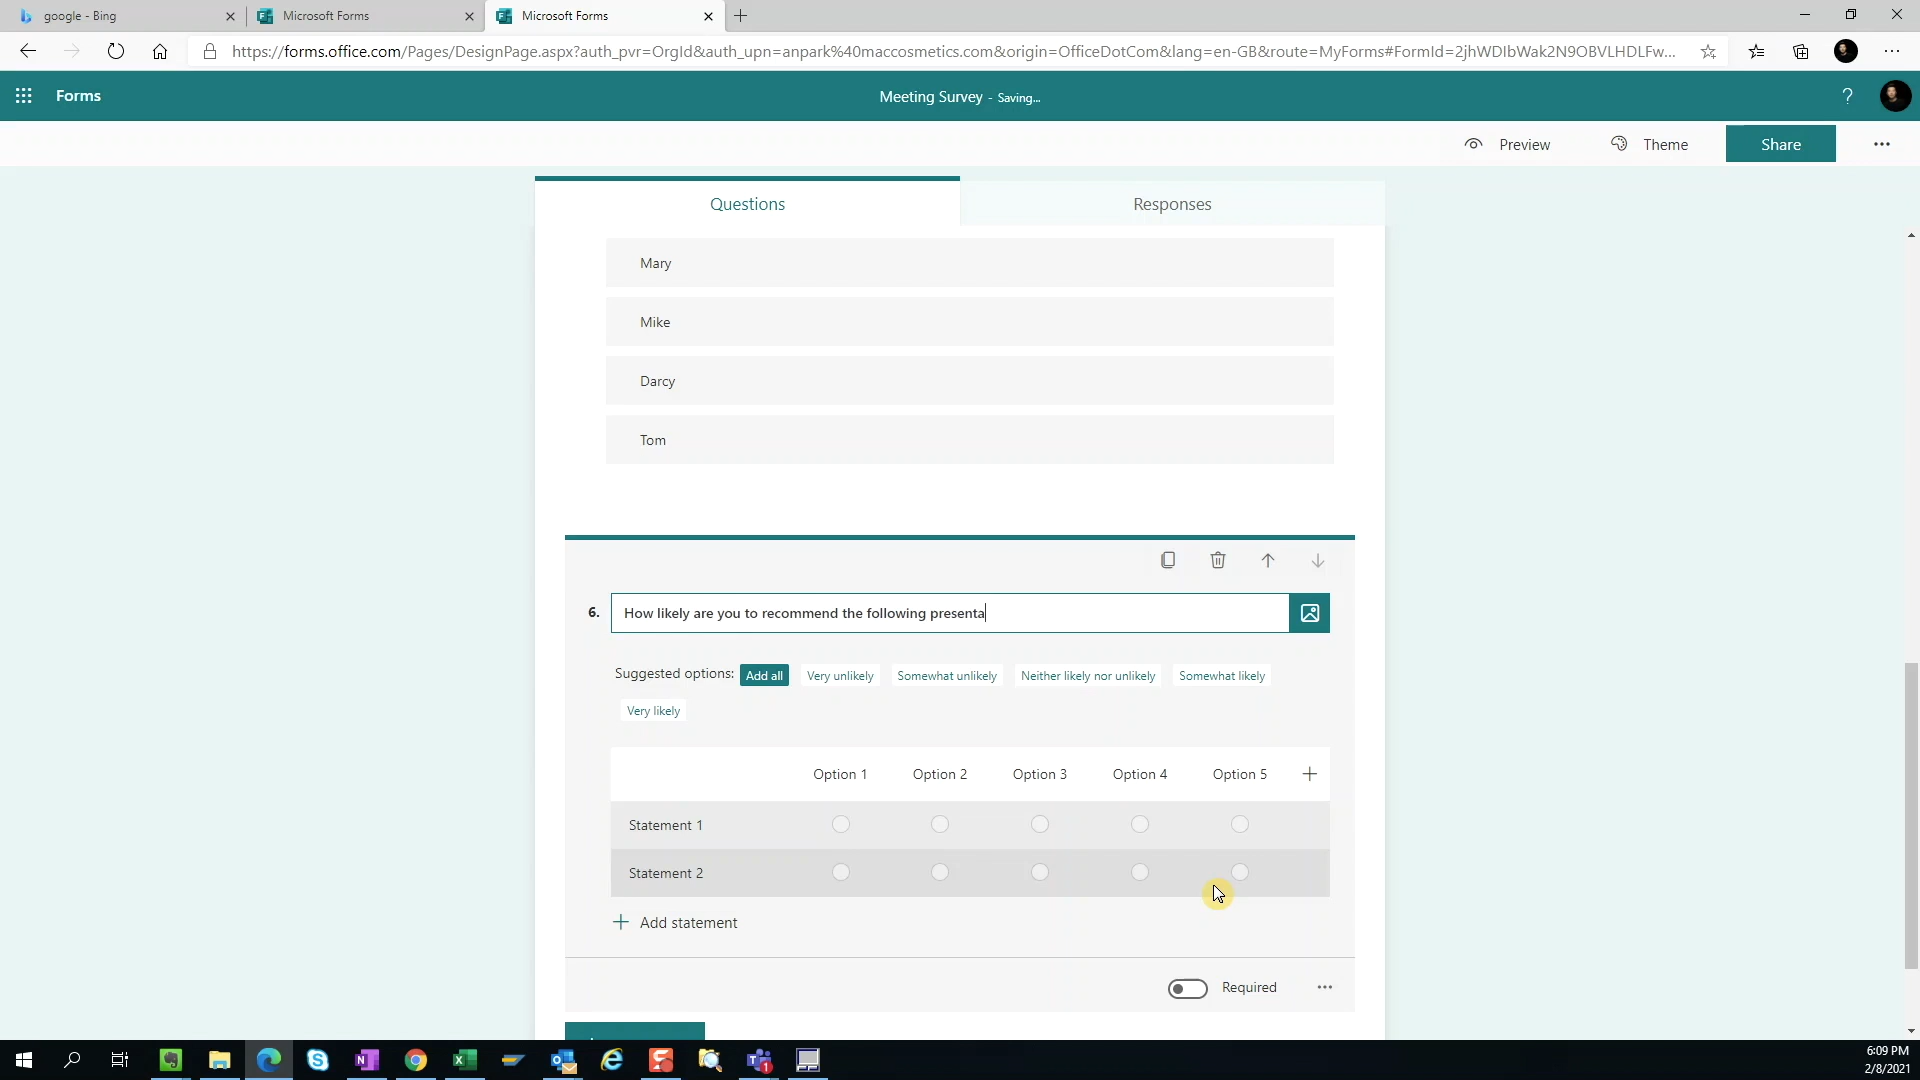 google - Bing
Microsoft Forms
Microsoft Forms
https://forms.office.com/Pages/DesignPage.aspx?auth_pvr=OrgId&auth_upn=anpark%40maccosmetics.com&origin=OfficeDotCom&lang=en-GB&route=MyForms#FormId=2jhWDIbWak2N9OBVLHDLFw...
Forms
Meeting Survey - Saving...
?
Preview
Theme
Share
Questions
Responses
Mary
Mike
Darcy
Tom
6. How likely are you to recommend the following presenta
Suggested options: Add all Very unlikely Somewhat unlikely Neither likely nor unlikely Somewhat likely
Very likely
Option 1 Option 2 Option 3 Option 4 Option 5
Statement 1
Statement 2
Add statement
Required
6:09 PM
2/8/2021